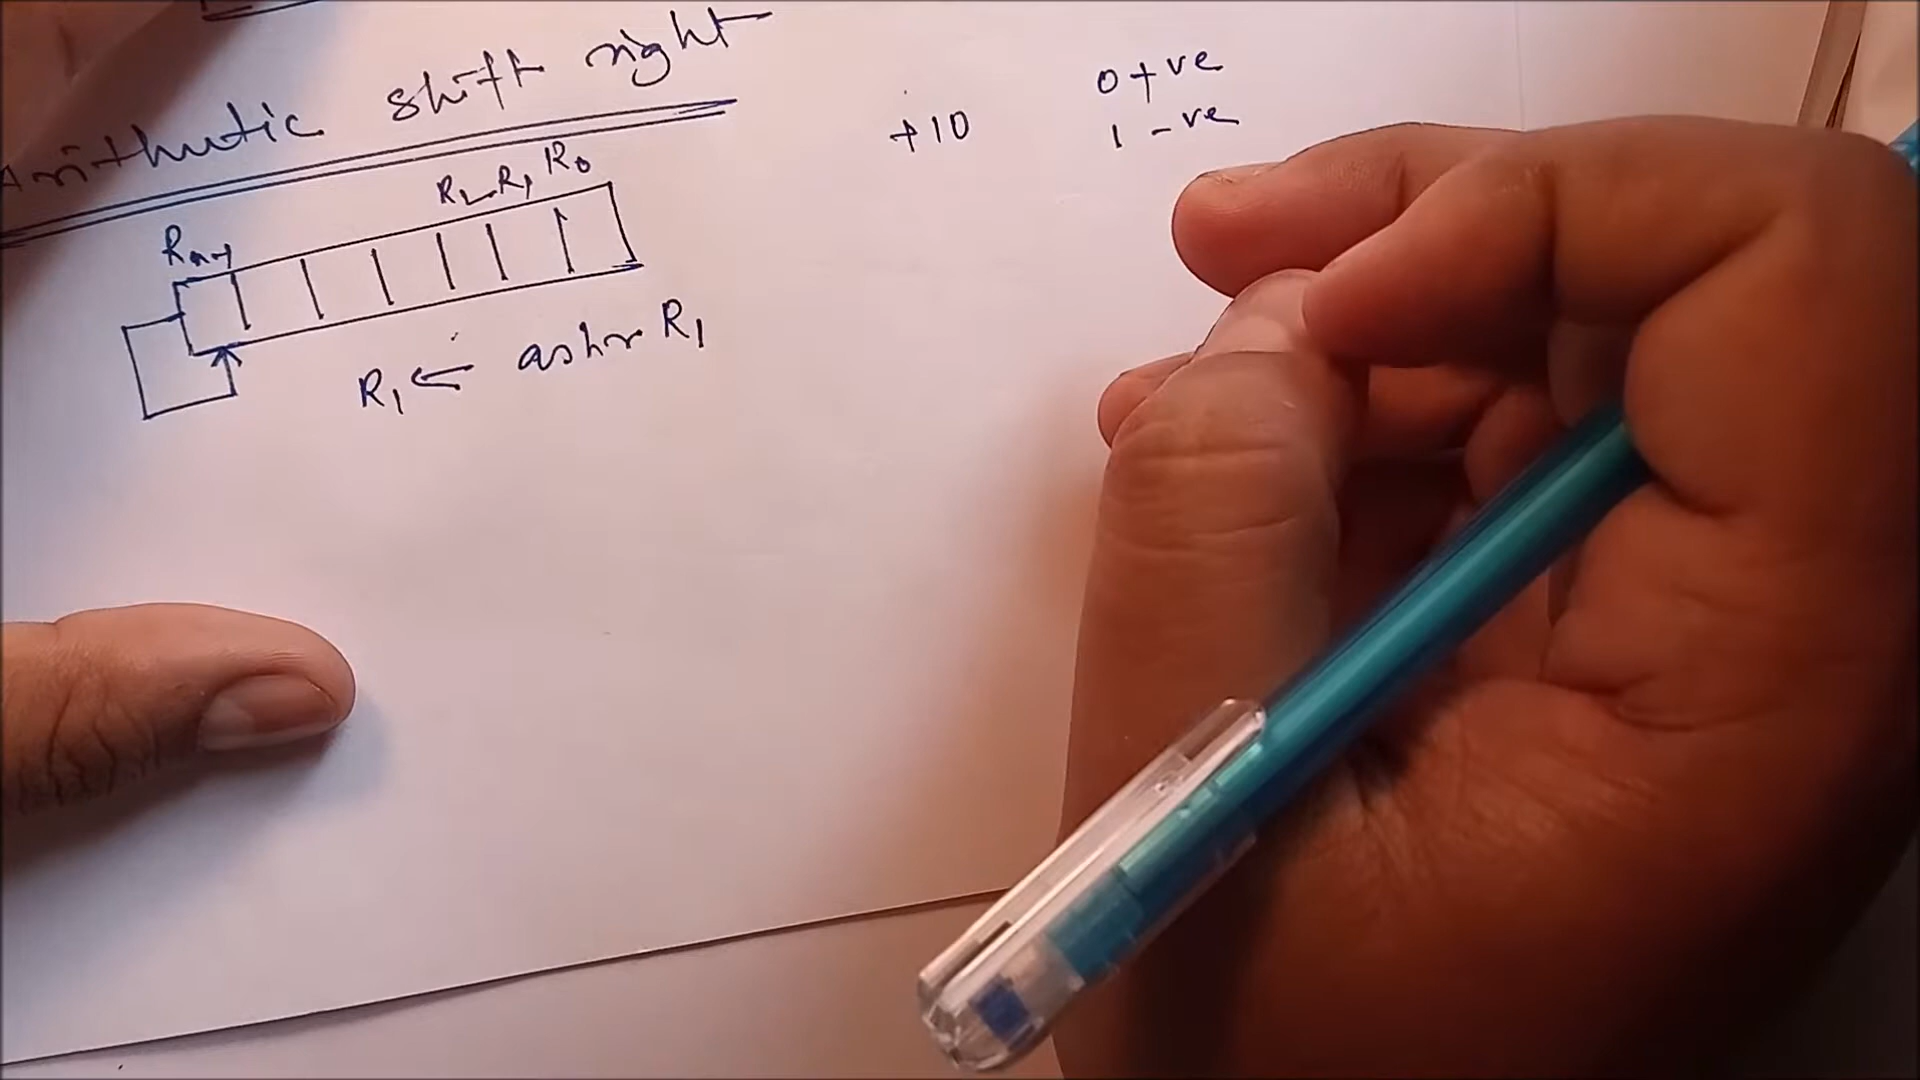 Arithmetic shift right
R2 R1 R0
Rn-1
R1 ← ashr R1
+10
0 +ve
1 -ve